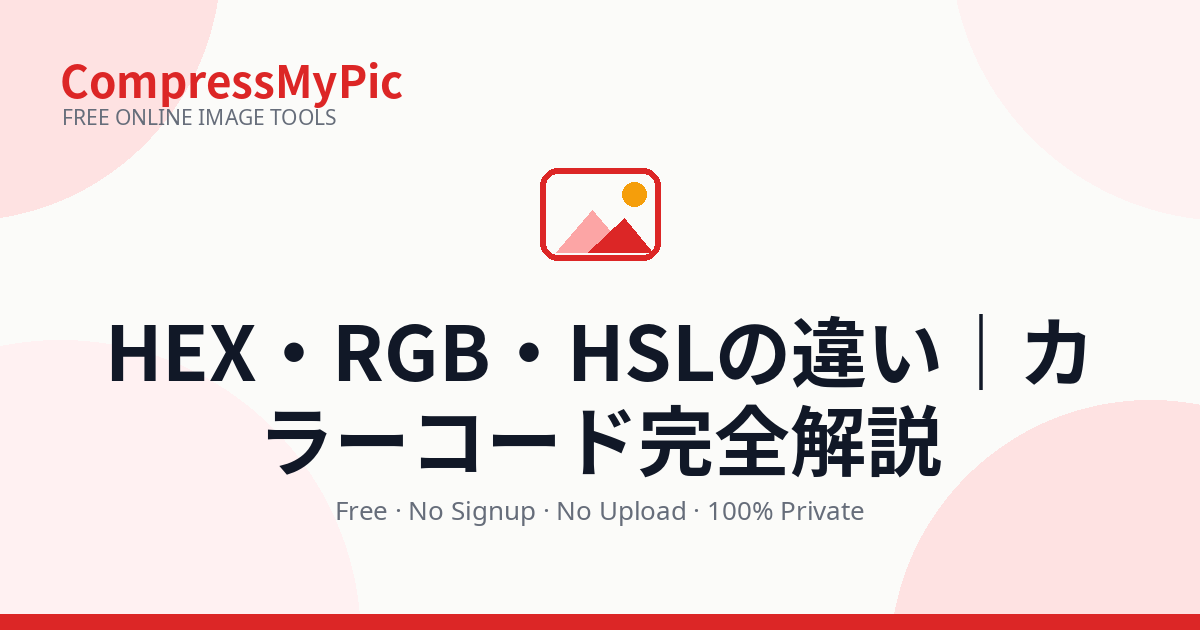 CompressMyPic
FREE ONLINE IMAGE TOOLS
HEX・RGB・HSLの違い｜カ
ラーコード完全解説
Free · No Signup · No Upload · 100% Private